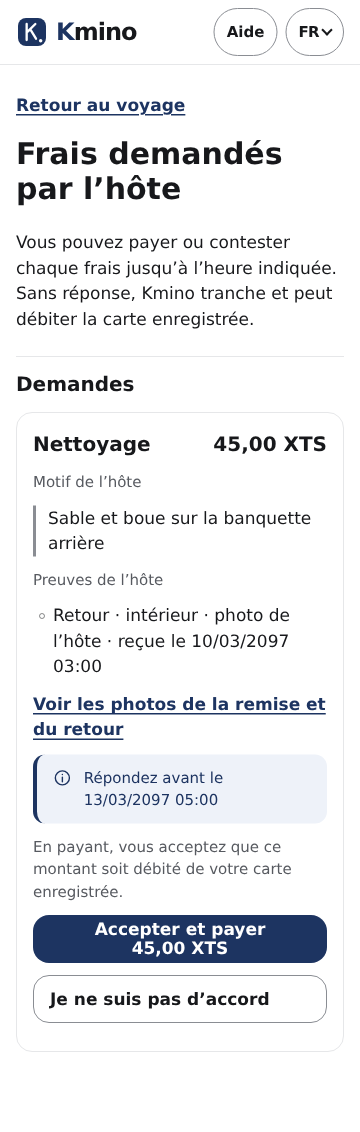 K. Kmino
Aide
FR
Retour au voyage
Frais demandés
par l’hôte
Vous pouvez payer ou contester
chaque frais jusqu’à l’heure indiquée.
Sans réponse, Kmino tranche et peut
débiter la carte enregistrée.
Demandes
Nettoyage 45,00 XTS
Motif de l’hôte
Sable et boue sur la banquette
arrière
Preuves de l’hôte
Retour · intérieur · photo de
l’hôte · reçue le 10/03/2097
03:00
Voir les photos de la remise et
du retour
Répondez avant le
13/03/2097 05:00
En payant, vous acceptez que ce
montant soit débité de votre carte
enregistrée.
Accepter et payer
45,00 XTS
Je ne suis pas d’accord